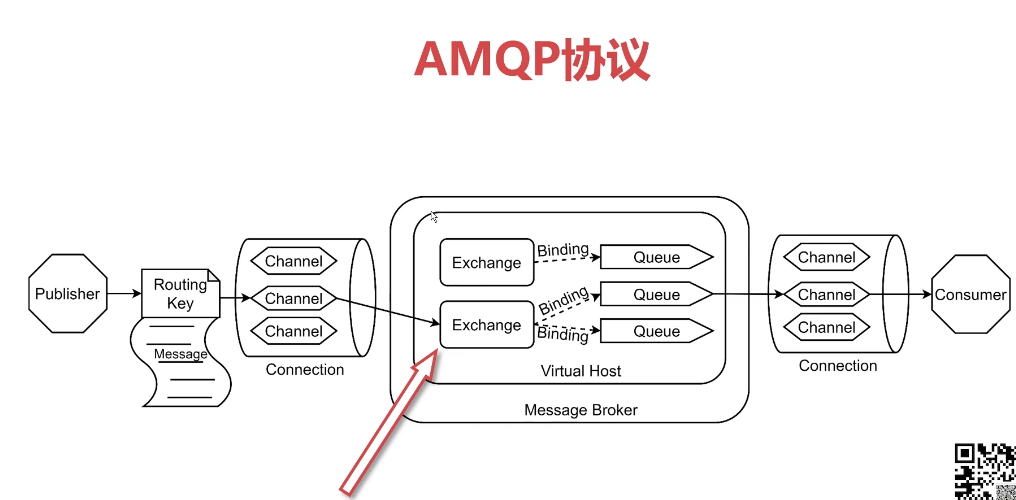 AMQP协议
Publisher
Routing
Key
Message
Channel
Channel
Channel
Connection
Exchange
Exchange
Binding
Binding
Binding
Queue
Queue
Queue
Virtual Host
Message Broker
Channel
Channel
Channel
Connection
Consumer